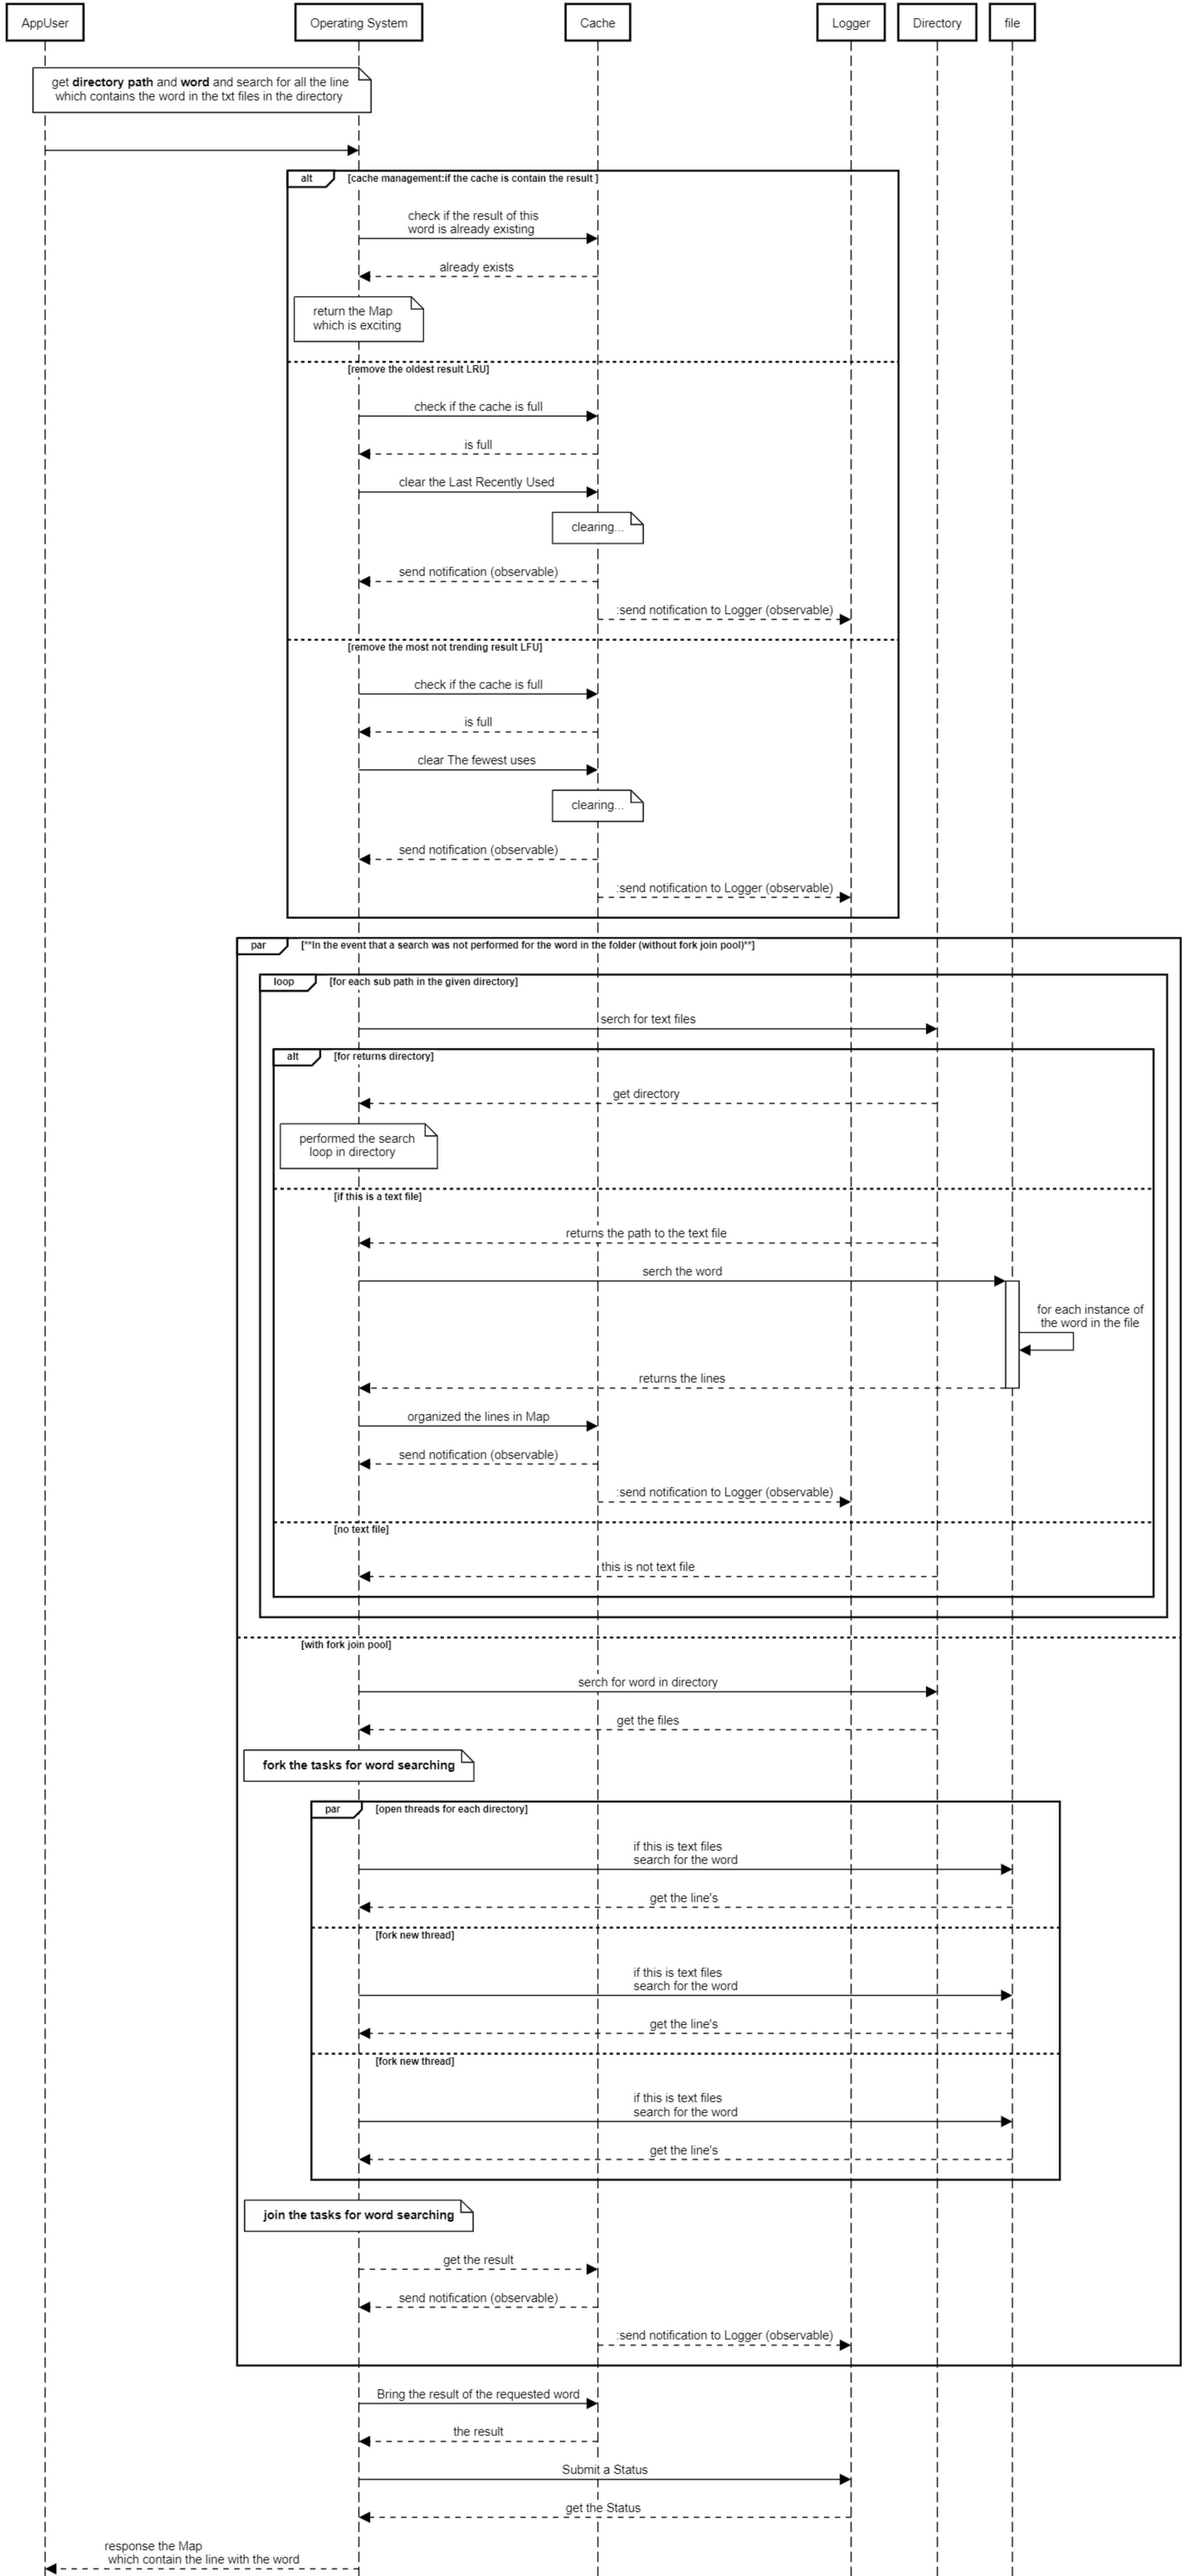 AppUser
Operating System
Cache
Logger
Directory
file
get directory path and word and search for all the line
which contains the word in the txt files in the directory
alt
[cache management:if the cache is contain the result ]
check if the result of this
word is already existing
already exists
return the Map
which is exciting
[remove the oldest result LRU]
check if the cache is full
is full
clear the Last Recently Used
clearing...
send notification (observable)
:send notification to Logger (observable)
[remove the most not trending result LFU]
check if the cache is full
is full
clear The fewest uses
clearing...
send notification (observable)
:send notification to Logger (observable)
par
[**In the event that a search was not performed for the word in the folder (without fork join pool)**]
loop
[for each sub path in the given directory]
serch for text files
alt
[for returns directory]
get directory
performed the search
loop in directory
[if this is a text file]
returns the path to the text file
serch the word
for each instance of
the word in the file
returns the lines
organized the lines in Map
send notification (observable)
:send notification to Logger (observable)
[no text file]
this is not text file
[with fork join pool]
serch for word in directory
get the files
fork the tasks for word searching
par
[open threads for each directory]
if this is text files
search for the word
get the line's
[fork new thread]
if this is text files
search for the word
get the line's
[fork new thread]
if this is text files
search for the word
get the line's
join the tasks for word searching
get the result
send notification (observable)
:send notification to Logger (observable)
Bring the result of the requested word
the result
Submit a Status
get the Status
response the Map
which contain the line with the word